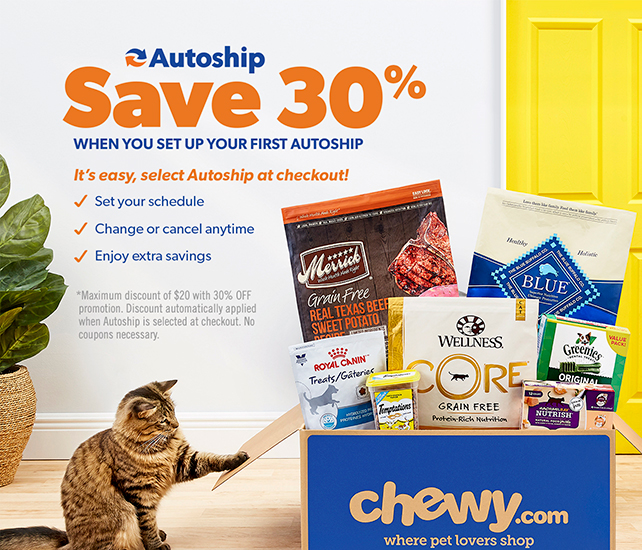 Autoship
Save 30%
WHEN YOU SET UP YOUR FIRST AUTOSHIP
It's easy, select Autoship at checkout!
✓ Set your schedule
✓ Change or cancel anytime
✓ Enjoy extra savings
*Maximum discount of $20 with 30% OFF
promotion. Discount automatically applied
when Autoship is selected at checkout. No
coupons necessary.
Merrick
Grain Free
REAL TEXAS BEEF
SWEET POTATO
Healthy
Holistic
BLUE
WELLNESS
CORE
GRAIN FREE
Protein-Rich Nutrition
ROYAL CANIN
Treats/Gâteries
Temptations
VALUE
PACK!
Greenies
ORIGINAL
NUTRISH
chewy.com
where pet lovers shop